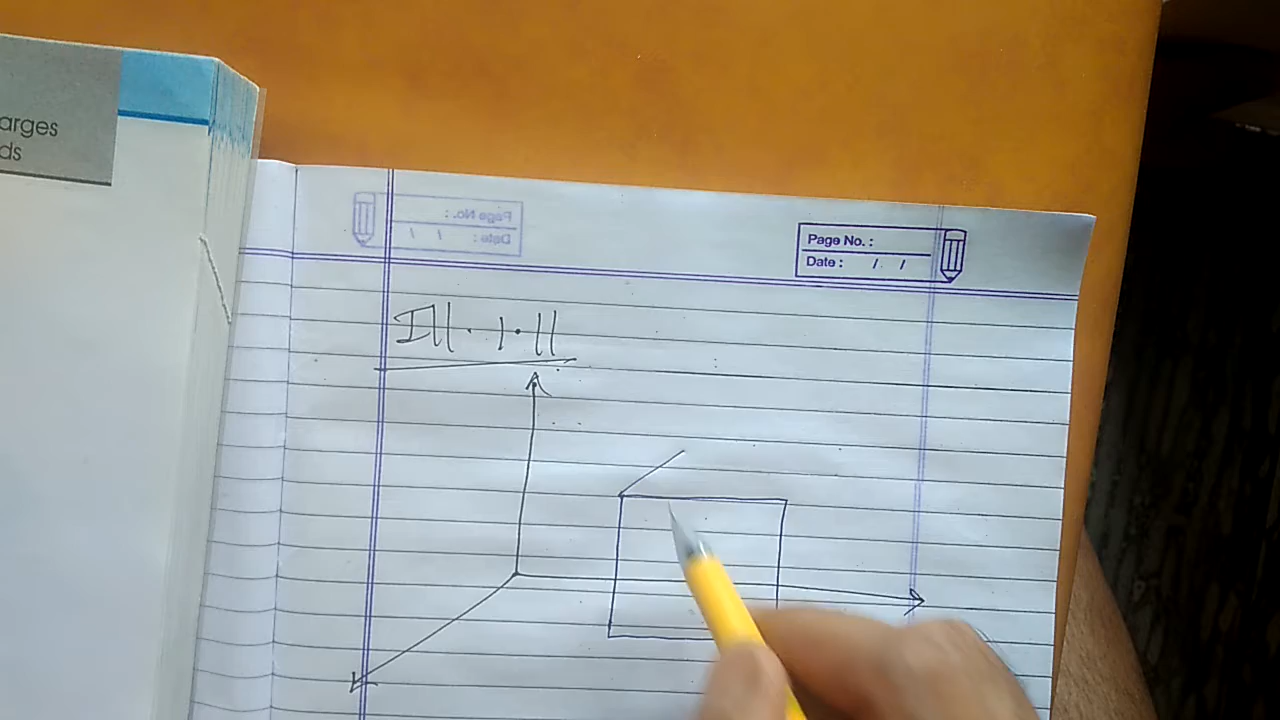 arges
ds
Page No. :
Date : / /
Page No. :
Date : / /
Ill. 1.11